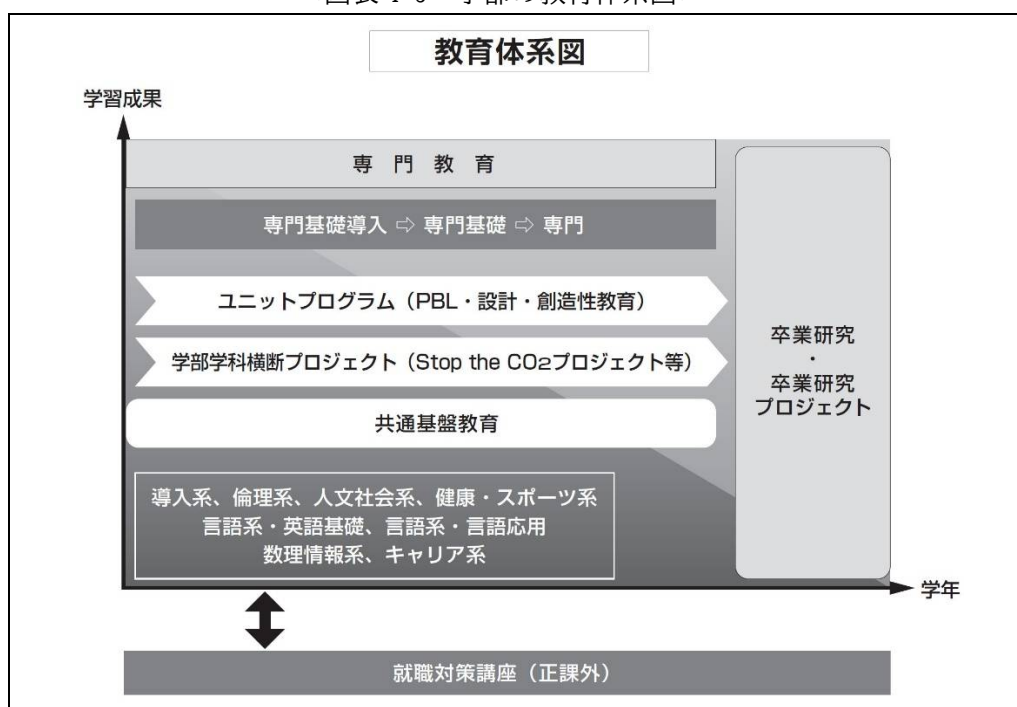 教育体系図
学習成果
専門教育
専門基礎導入 ⇨ 専門基礎 ⇨ 専門
ユニットプログラム（PBL・設計・創造性教育）
学部学科横断プロジェクト（Stop the CO2プロジェクト等）
共通基盤教育
導入系、倫理系、人文社会系、健康・スポーツ系
言語系・英語基礎、言語系・言語応用
数理情報系、キャリア系
卒業研究
・
卒業研究
プロジェクト
学年
就職対策講座（正課外）